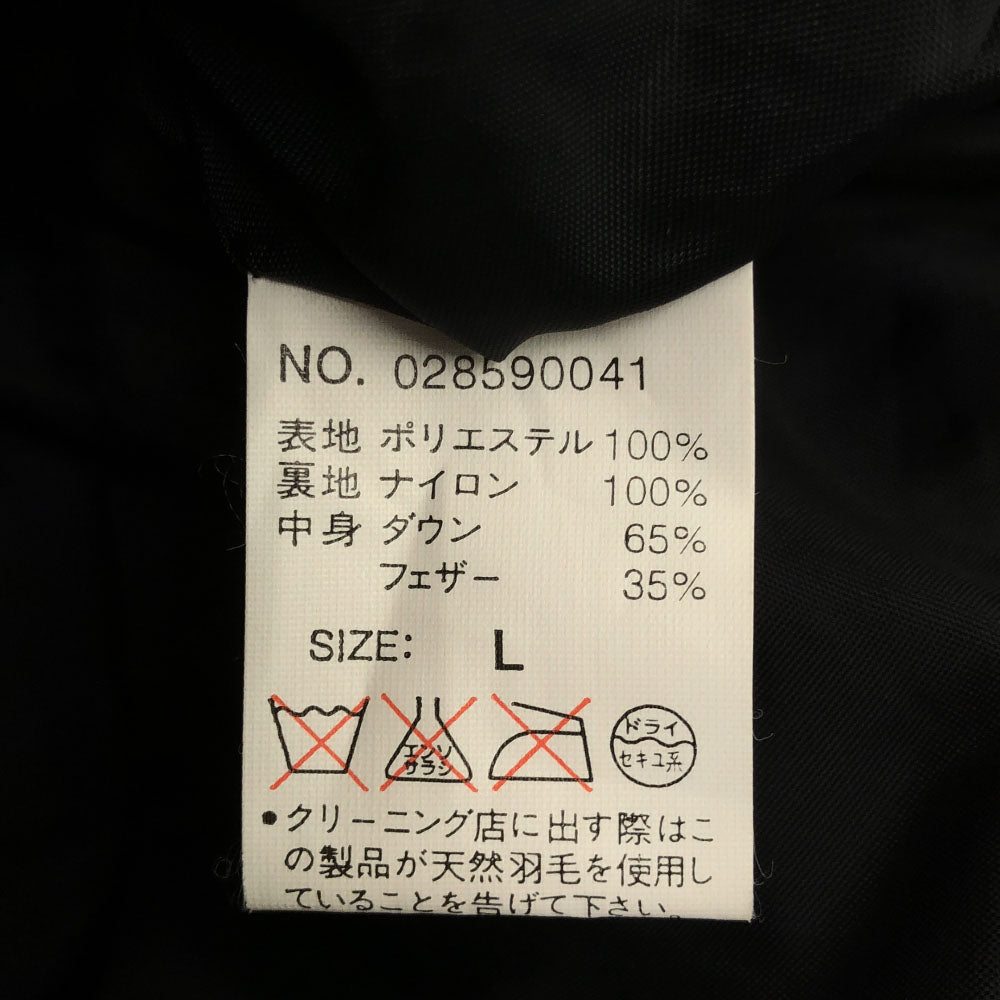 NO. 028590041
表地 ポリエステル 100%
裏地 ナイロン 100%
中身 ダウン 65%
フェザー 35%
SIZE: L
エンソ
サラシ
ドライ
セキユ系
●クリーニング店に出す際はこ
の製品が天然羽毛を使用し
ていることを告げて下さい。